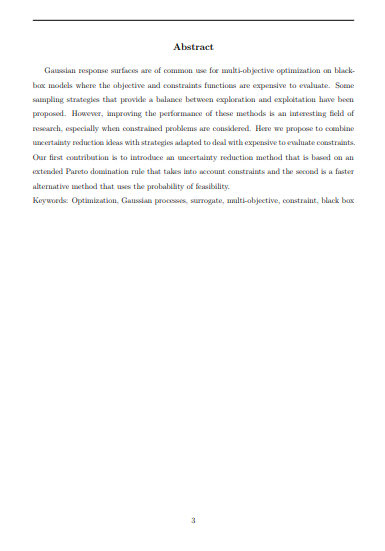 Abstract
Gaussian response surfaces are of common use for multi-objective optimization on black-
box models where the objective and constraints functions are expensive to evaluate. Some
sampling strategies that provide a balance between exploration and exploitation have been
proposed. However, improving the performance of these methods is an interesting field of
research, especially when constrained problems are considered. Here we propose to combine
uncertainty reduction ideas with strategies adapted to deal with expensive to evaluate constraints.
Our first contribution is to introduce an uncertainty reduction method that is based on an
extended Pareto domination rule that takes into account constraints and the second is a faster
alternative method that uses the probability of feasibility.
Keywords: Optimization, Gaussian processes, surrogate, multi-objective, constraint, black box
3